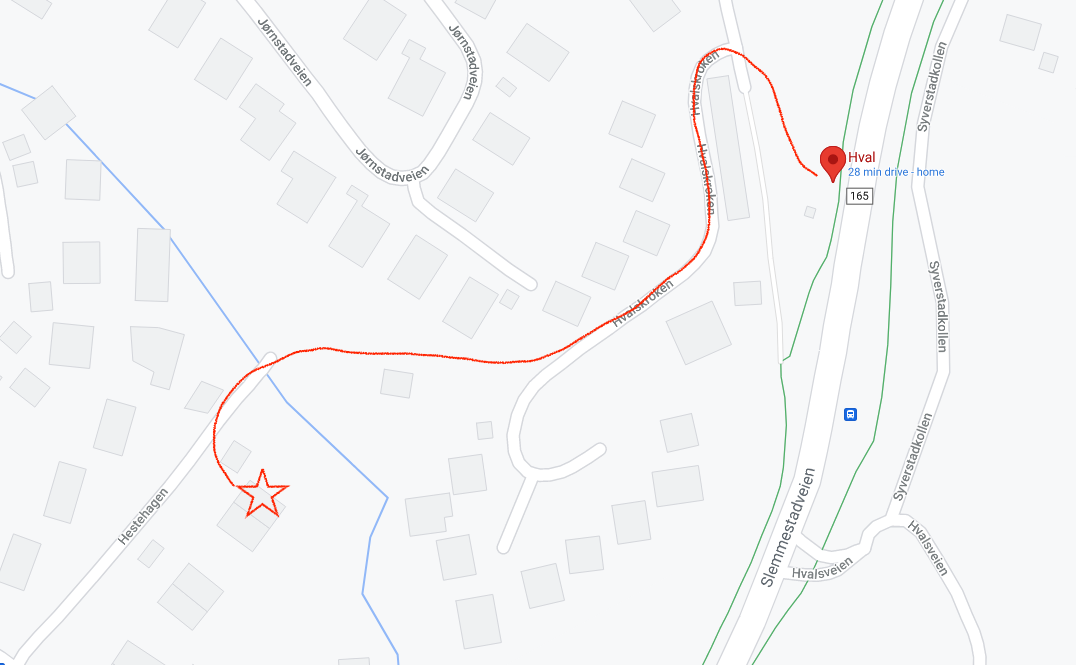 Jørnstadveien
Jørnstadveien
Jørnstadveien
Hvalskroken
Syverstadkollen
Hval
28 min drive - home
165
Hvalskroken
Syverstadkollen
Hvalskroken
Syverstadkollen
Hestehagen
Slemmestadveien
Hvalsveien
Hvalsveien